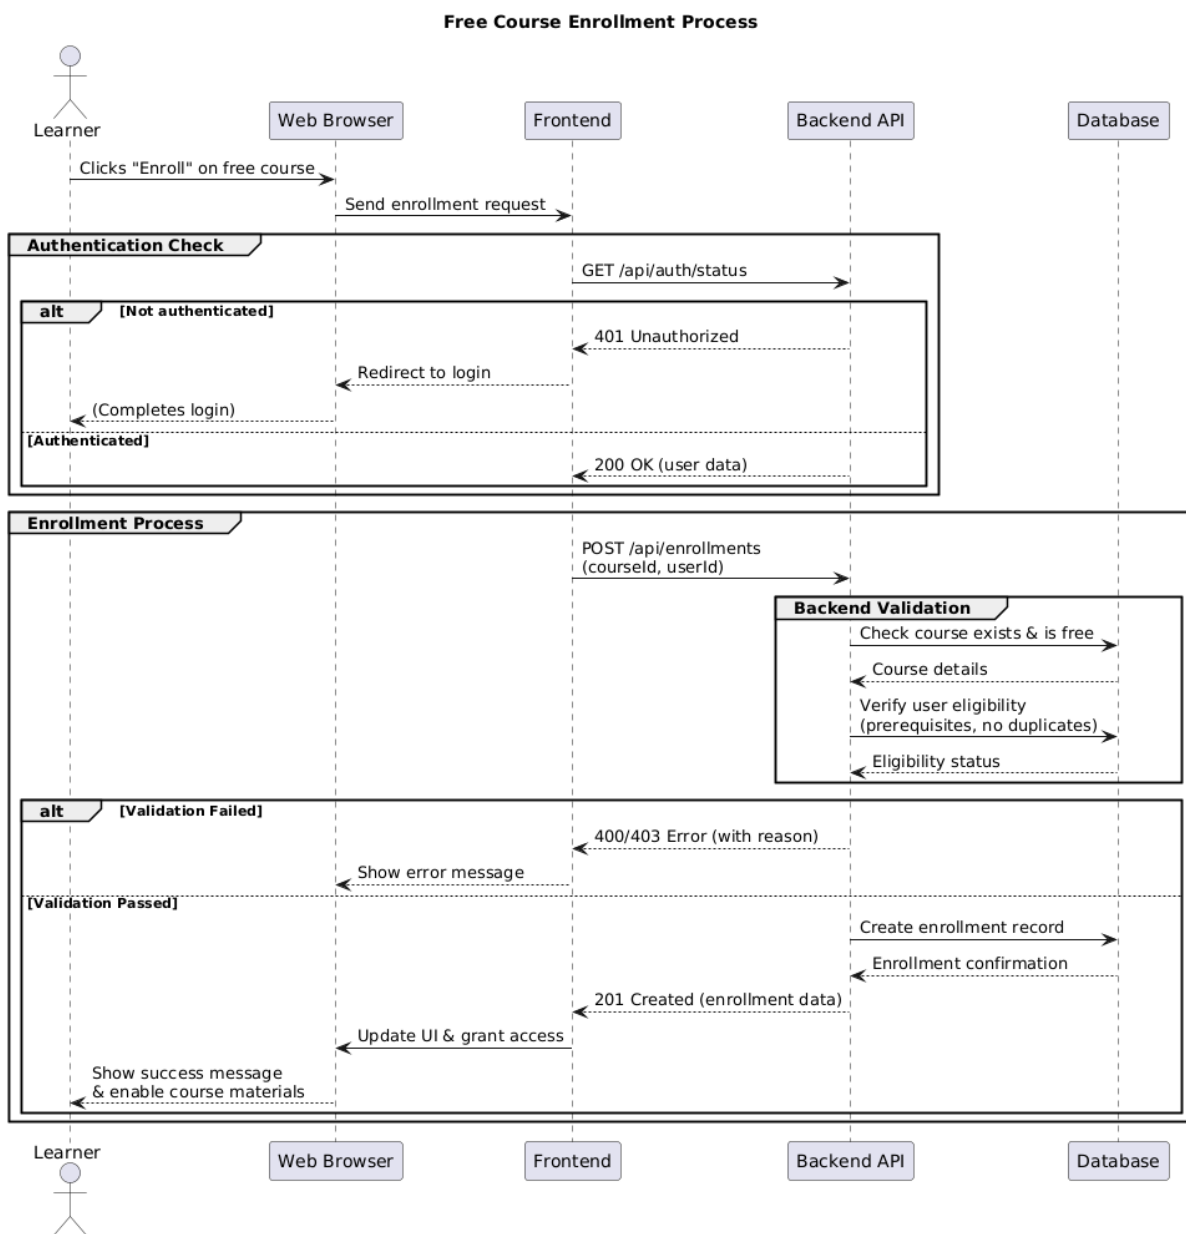 Free Course Enrollment Process
Learner
Web Browser
Frontend
Backend API
Database
Clicks "Enroll" on free course
Send enrollment request
Authentication Check
GET /api/auth/status
alt [Not authenticated]
401 Unauthorized
Redirect to login
(Completes login)
[Authenticated]
200 OK (user data)
Enrollment Process
POST /api/enrollments
(courseId, userId)
Backend Validation
Check course exists & is free
Course details
Verify user eligibility
(prerequisites, no duplicates)
Eligibility status
alt [Validation Failed]
400/403 Error (with reason)
Show error message
[Validation Passed]
Create enrollment record
Enrollment confirmation
201 Created (enrollment data)
Update UI & grant access
Show success message
& enable course materials
Learner
Web Browser
Frontend
Backend API
Database